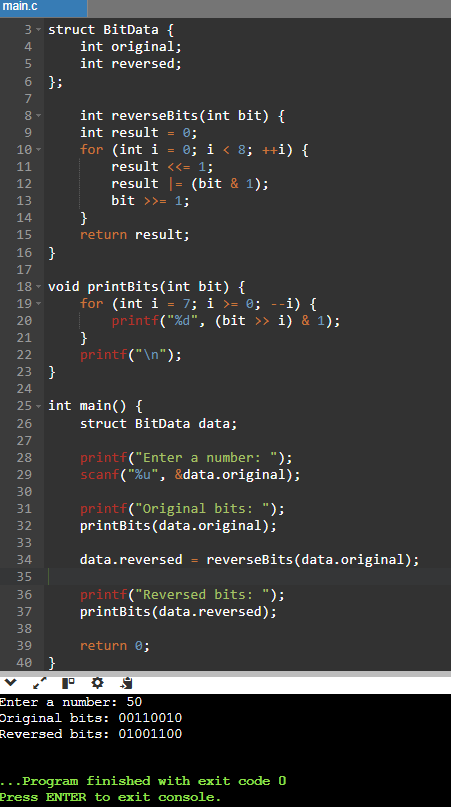 main.c
3 struct BitData {
4     int original;
5     int reversed;
6 };
7
8     int reverseBits(int bit) {
9     int result = 0;
10     for (int i = 0; i < 8; ++i) {
11         result <<= 1;
12         result |= (bit & 1);
13         bit >>= 1;
14     }
15     return result;
16 }
17
18 void printBits(int bit) {
19     for (int i = 7; i >= 0; --i) {
20         printf("%d", (bit >> i) & 1);
21     }
22     printf("\n");
23 }
24
25 int main() {
26     struct BitData data;
27
28     printf("Enter a number: ");
29     scanf("%u", &data.original);
30
31     printf("Original bits: ");
32     printBits(data.original);
33
34     data.reversed = reverseBits(data.original);
35
36     printf("Reversed bits: ");
37     printBits(data.reversed);
38
39     return 0;
40 }
Enter a number: 50
Original bits: 00110010
Reversed bits: 01001100
...Program finished with exit code 0
Press ENTER to exit console.